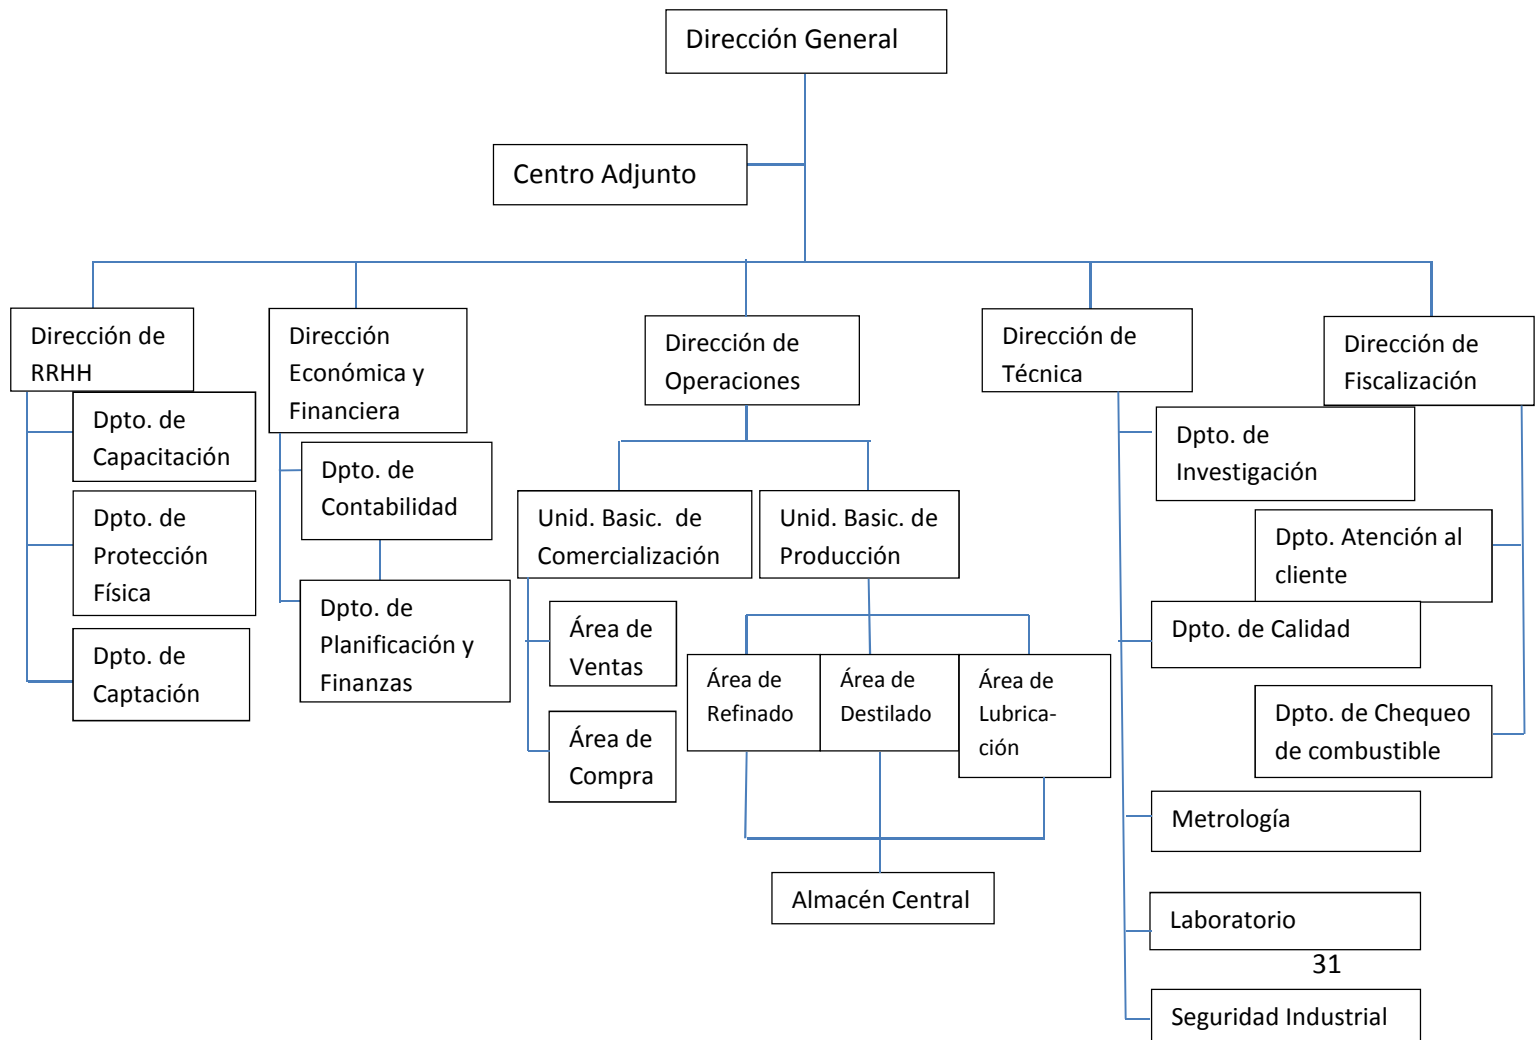 Dirección General
Centro Adjunto
Dirección de
RRHH
Dpto. de
Capacitación
Dpto. de
Protección
Física
Dpto. de
Captación
Dirección
Económica y
Financiera
Dpto. de
Contabilidad
Dpto. de
Planificación y
Finanzas
Dirección de
Operaciones
Unid. Basic. de
Comercialización
Área de
Ventas
Área de
Compra
Unid. Basic. de
Producción
Área de
Refinado
Área de
Destilado
Área de
Lubrica-
ción
Almacén Central
Dirección de
Técnica
Dpto. de
Investigación
Dpto. de Calidad
Metrología
Laboratorio
Seguridad Industrial
Dirección de
Fiscalización
Dpto. Atención al
cliente
Dpto. de Chequeo
de combustible
31